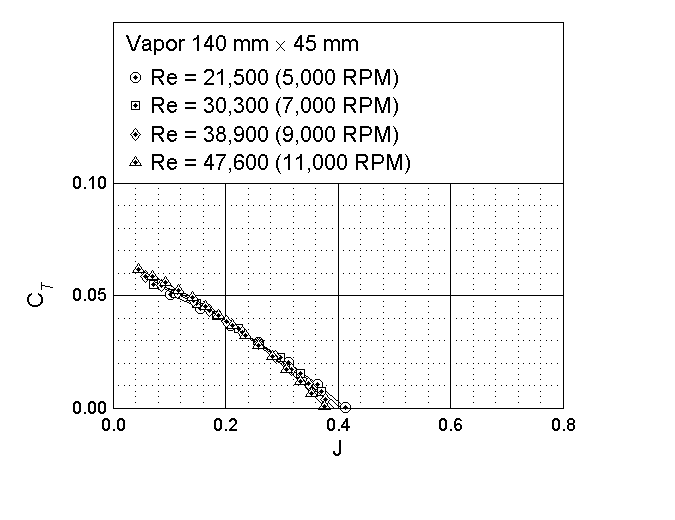 Vapor 140 mm × 45 mm
Re = 21,500 (5,000 RPM)
Re = 30,300 (7,000 RPM)
Re = 38,900 (9,000 RPM)
Re = 47,600 (11,000 RPM)
0.10
0.05
0.00
C_T
0.0 0.2 0.4 0.6 0.8
J